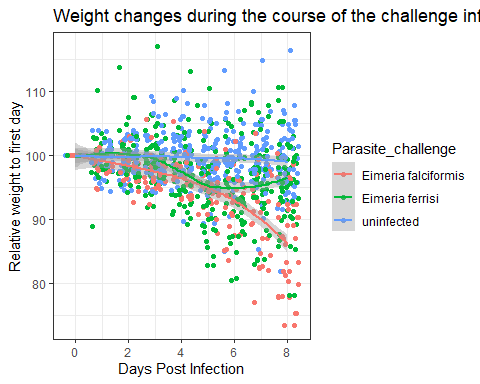 Weight changes during the course of the challenge inf
Relative weight to first day
110
100
90
80
0 2 4 6 8
Days Post Infection
Parasite_challenge
Eimeria falciformis
Eimeria ferrisi
uninfected